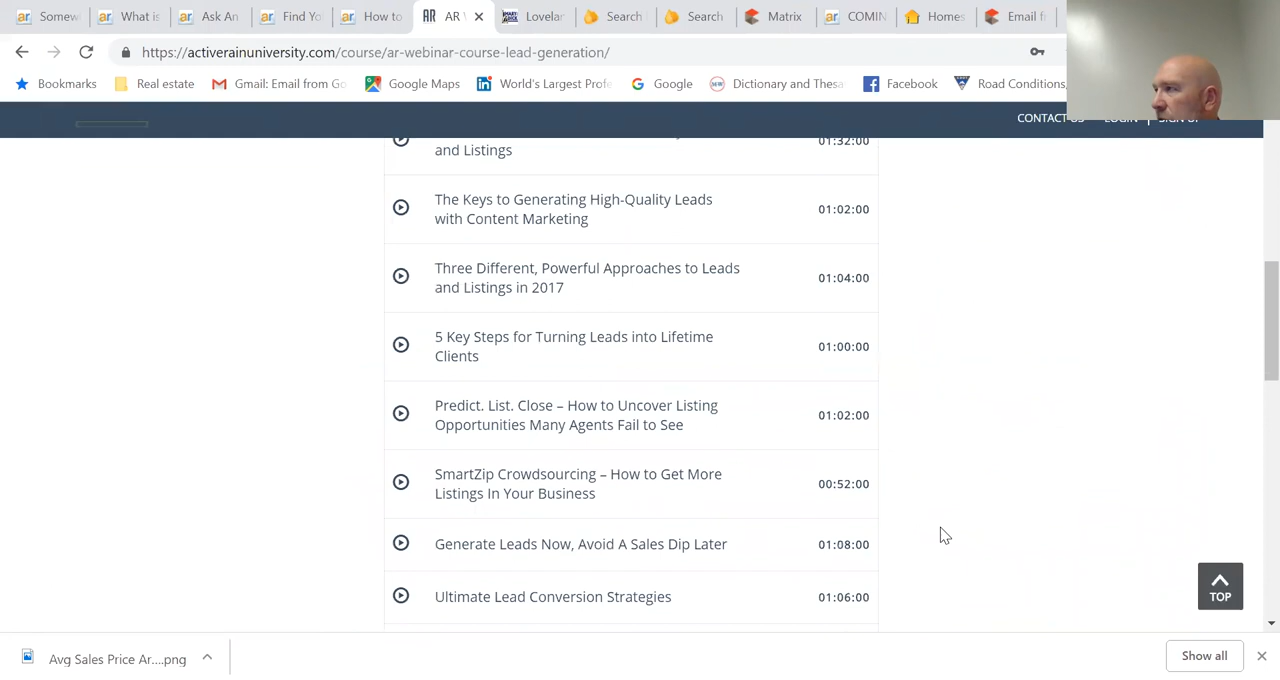 Somew
What is
Ask An
Find Yo
How to
AR AR
Lovelan
Search
Search
Matrix
COMIN
Homes
Email f
https://activerainuniversity.com/course/ar-webinar-course-lead-generation/
Bookmarks
Real estate
Gmail: Email from Go
Google Maps
World's Largest Profe
Google
Dictionary and Thesa
Facebook
Road Conditions,
CONTACT US LOGIN | SIGN UP
and Listings
01:32:00
The Keys to Generating High-Quality Leads
with Content Marketing
01:02:00
Three Different, Powerful Approaches to Leads
and Listings in 2017
01:04:00
5 Key Steps for Turning Leads into Lifetime
Clients
01:00:00
Predict. List. Close – How to Uncover Listing
Opportunities Many Agents Fail to See
01:02:00
SmartZip Crowdsourcing – How to Get More
Listings In Your Business
00:52:00
Generate Leads Now, Avoid A Sales Dip Later
01:08:00
Ultimate Lead Conversion Strategies
01:06:00
TOP
Avg Sales Price Ar....png
Show all